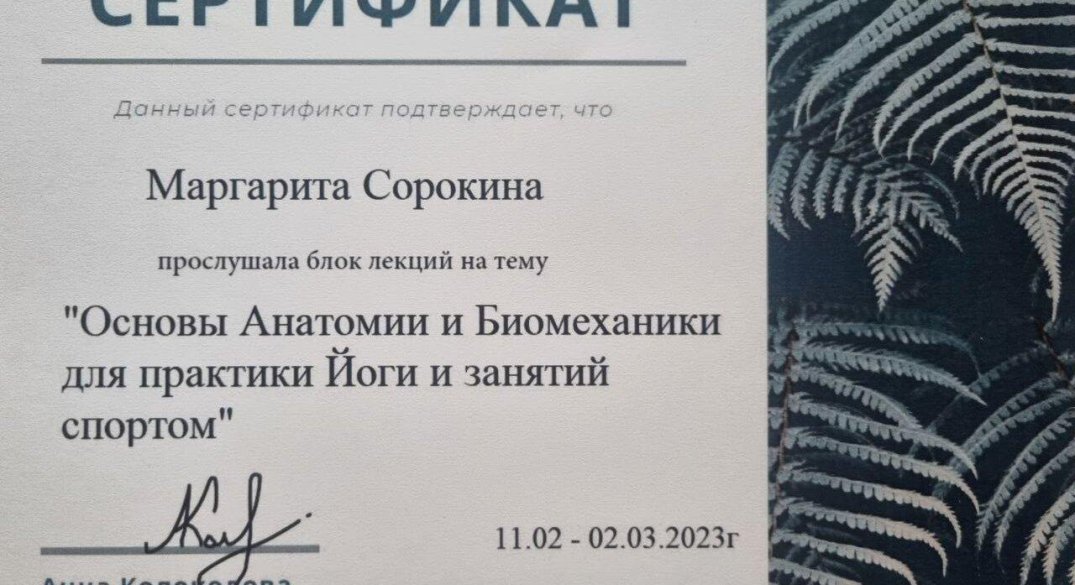 СЕРТИФИКАТ
Данный сертификат подтверждает, что
Маргарита Сорокина
прослушала блок лекций на тему
"Основы Анатомии и Биомеханики
для практики Йоги и занятий
спортом"
11.02 - 02.03.2023г
Анна